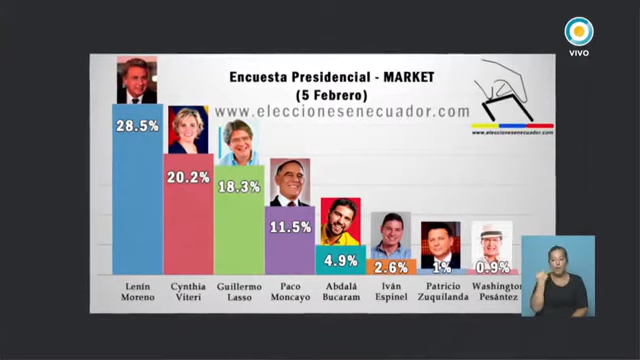 VIVO
Encuesta Presidencial - MARKET
(5 Febrero)
www.eleccionesenecuador.com
www.eleccionesenecuador.com
28.5%
20.2%
18.3%
11.5%
4.9%
2.6%
1%
0.9%
Lenín
Moreno
Cynthia
Viteri
Guillermo
Lasso
Paco
Moncayo
Abdalá
Bucaram
Iván
Espinel
Patricio
Zuquilanda
Washington
Pesántez